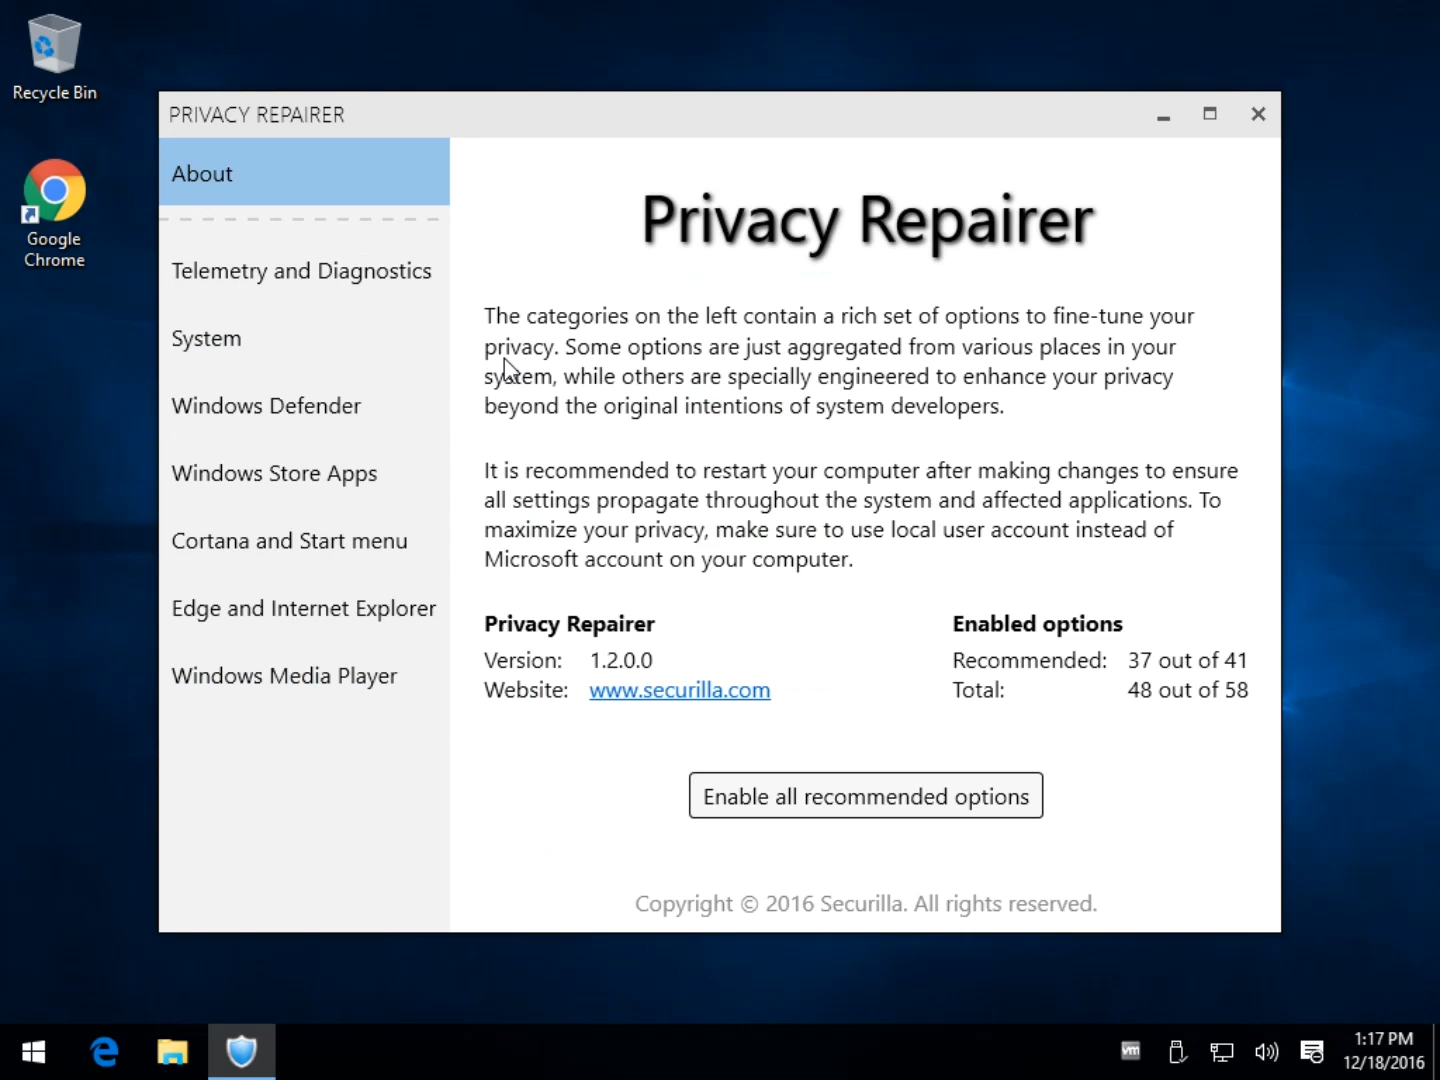 Recycle Bin
Google
Chrome
PRIVACY REPAIRER
About
Telemetry and Diagnostics
System
Windows Defender
Windows Store Apps
Cortana and Start menu
Edge and Internet Explorer
Windows Media Player
Privacy Repairer
The categories on the left contain a rich set of options to fine-tune your
privacy. Some options are just aggregated from various places in your
system, while others are specially engineered to enhance your privacy
beyond the original intentions of system developers.
It is recommended to restart your computer after making changes to ensure
all settings propagate throughout the system and affected applications. To
maximize your privacy, make sure to use local user account instead of
Microsoft account on your computer.
Privacy Repairer
Version: 1.2.0.0
Website: www.securilla.com
Enabled options
Recommended: 37 out of 41
Total: 48 out of 58
Enable all recommended options
Copyright © 2016 Securilla. All rights reserved.
vm
1:17 PM
12/18/2016